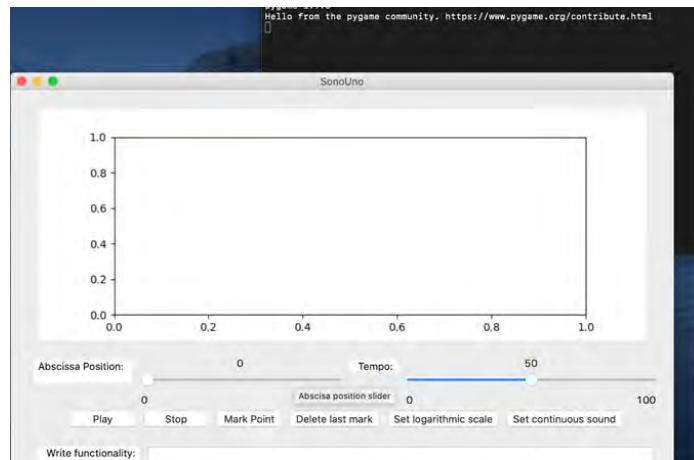 Hello from the pygame community. https://www.pygame.org/contribute.html
SonoUno
1.0
0.8
0.6
0.4
0.2
0.0
0.0 0.2 0.4 0.6 0.8 1.0
Abscissa Position: 0 Tempo: 50
0 Abscisa position slider 0 100
Play Stop Mark Point Delete last mark Set logarithmic scale Set continuous sound
Write functionality: